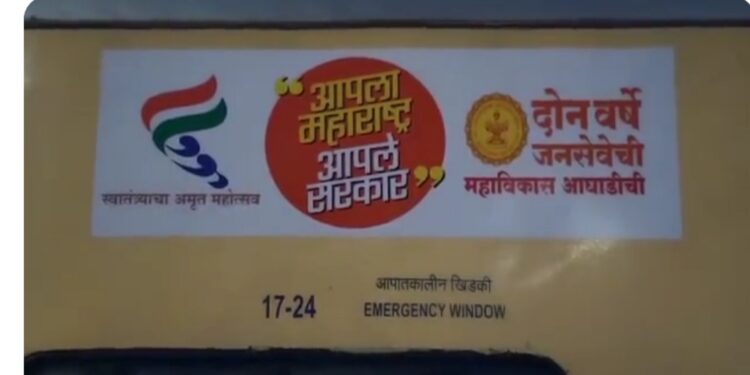 स्वातंत्र्याचा अमृत महोत्सव
“आपला
महाराष्ट्र
आपले
सरकार”
दोन वर्षे
जनसेवेची
महाविकास आघाडीची
आपातकालीन खिडकी
17-24
EMERGENCY WINDOW